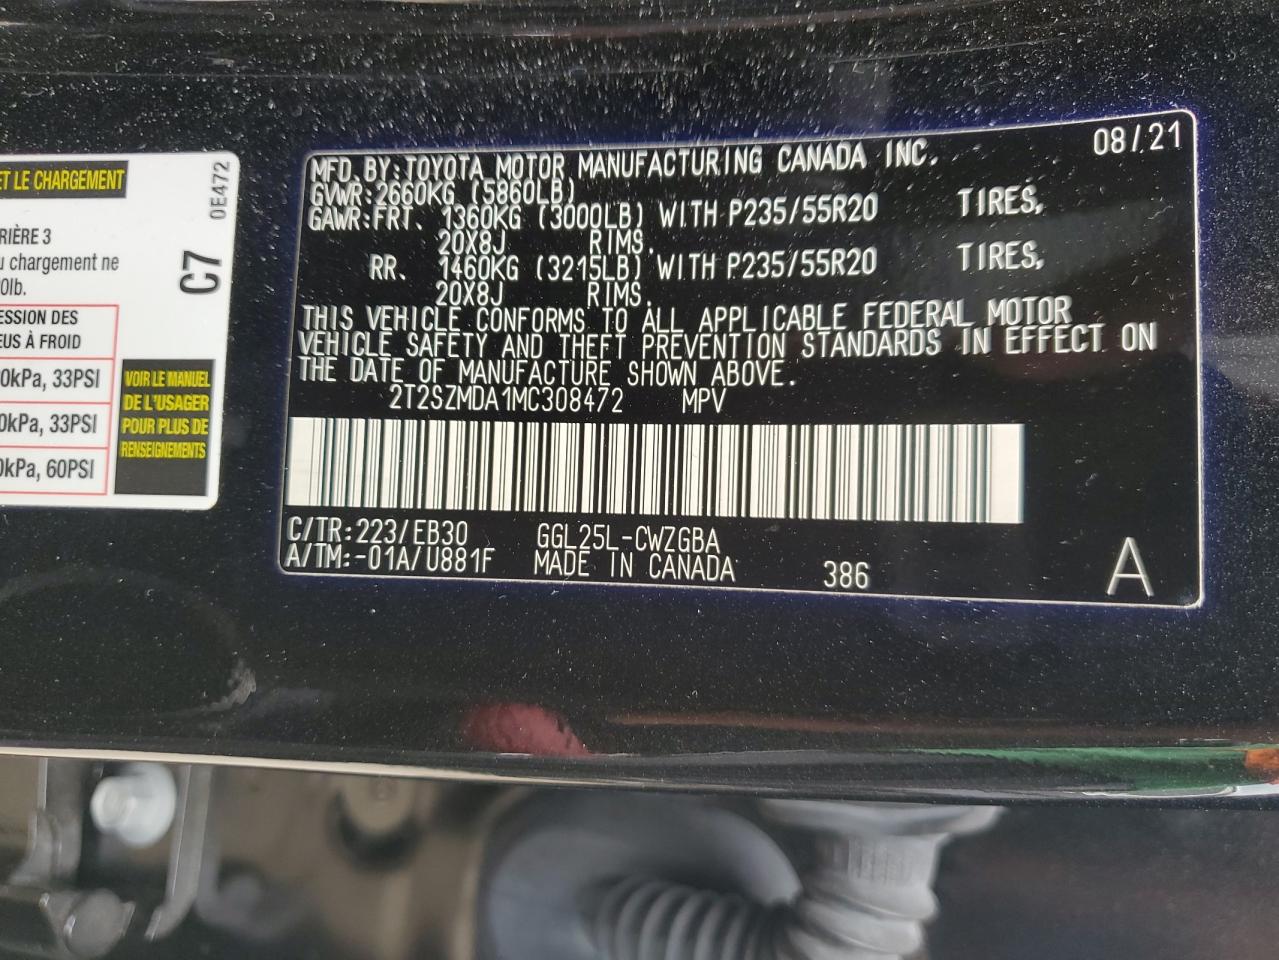 ET LE CHARGEMENT
0E472
C7
RIÈRE 3
u chargement ne
0lb.
ESSION DES
EUS À FROID
0kPa, 33PSI
0kPa, 33PSI
0kPa, 60PSI
VOIR LE MANUEL
DE L'USAGER
POUR PLUS DE
RENSEIGNEMENTS
MFD. BY: TOYOTA MOTOR MANUFACTURING CANADA INC. 08/21
GVWR: 2660KG (5860LB)
GAWR: FRT. 1360KG (3000LB) WITH P235/55R20 TIRES,
20X8J RIMS.
RR. 1460KG (3215LB) WITH P235/55R20 TIRES,
20X8J RIMS.
THIS VEHICLE CONFORMS TO ALL APPLICABLE FEDERAL MOTOR
VEHICLE SAFETY AND THEFT PREVENTION STANDARDS IN EFFECT ON
THE DATE OF MANUFACTURE SHOWN ABOVE.
2T2SZMDA1MC308472 MPV
C/TR: 223/EB30 GGL25L-CWZGBA
A/TM: -01A/U881F MADE IN CANADA 386 A